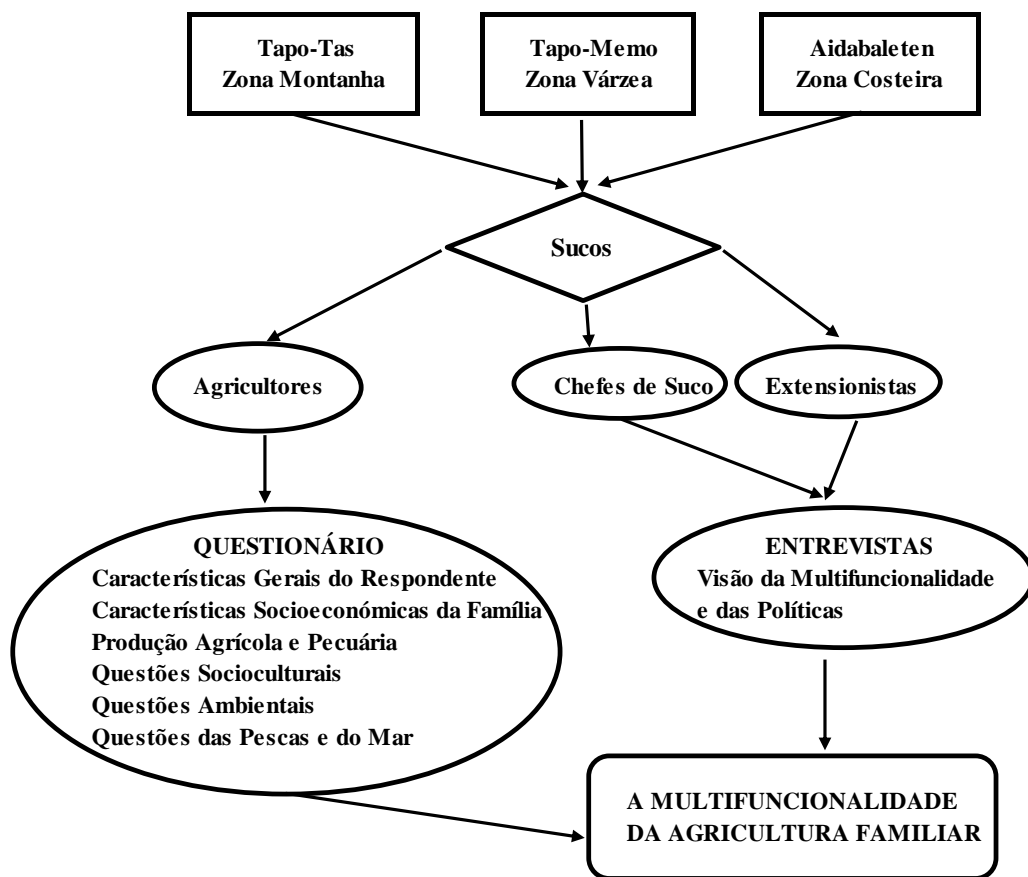 Tapo-Tas
Zona Montanha
Tapo-Memo
Zona Várzea
Aidabaleten
Zona Costeira
Sucos
Agricultores
Chefes de Suco
Extensionistas
QUESTIONÁRIO
Características Gerais do Respondente
Características Socioeconómicas da Família
Produção Agrícola e Pecuária
Questões Socioculturais
Questões Ambientais
Questões das Pescas e do Mar
ENTREVISTAS
Visão da Multifuncionalidade
e das Políticas
A MULTIFUNCIONALIDADE
DA AGRICULTURA FAMILIAR